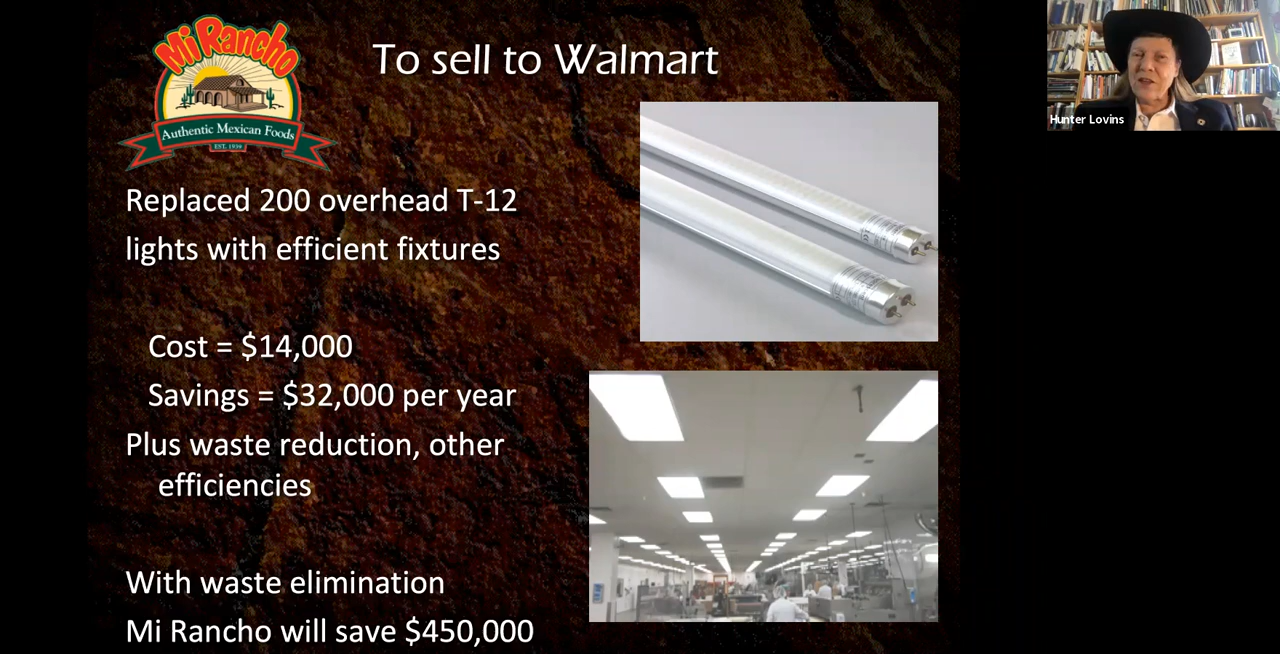 Mi Rancho
Authentic Mexican Foods
EST. 1939
To sell to Walmart
Hunter Lovins
Replaced 200 overhead T-12
lights with efficient fixtures
Cost = $14,000
Savings = $32,000 per year
Plus waste reduction, other
efficiencies
With waste elimination
Mi Rancho will save $450,000